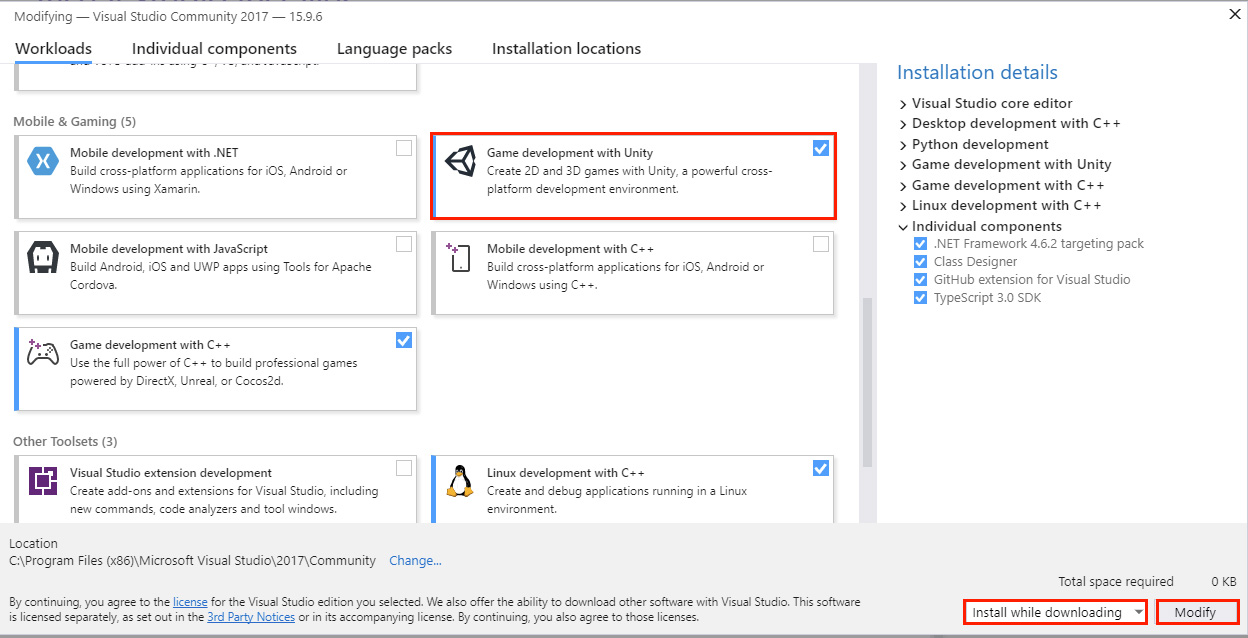 Modifying — Visual Studio Community 2017 — 15.9.6
Workloads
Individual components
Language packs
Installation locations
Mobile & Gaming (5)
Mobile development with .NET
Build cross-platform applications for iOS, Android or
Windows using Xamarin.
Game development with Unity
Create 2D and 3D games with Unity, a powerful cross-
platform development environment.
Mobile development with JavaScript
Build Android, iOS and UWP apps using Tools for Apache
Cordova.
Mobile development with C++
Build cross-platform applications for iOS, Android or
Windows using C++.
Game development with C++
Use the full power of C++ to build professional games
powered by DirectX, Unreal, or Cocos2d.
Other Toolsets (3)
Visual Studio extension development
Create add-ons and extensions for Visual Studio, including
new commands, code analyzers and tool windows.
Linux development with C++
Create and debug applications running in a Linux
environment.
Installation details
Visual Studio core editor
Desktop development with C++
Python development
Game development with Unity
Game development with C++
Linux development with C++
Individual components
.NET Framework 4.6.2 targeting pack
Class Designer
GitHub extension for Visual Studio
TypeScript 3.0 SDK
Location
C:\Program Files (x86)\Microsoft Visual Studio\2017\Community Change...
Total space required 0 KB
By continuing, you agree to the license for the Visual Studio edition you selected. We also offer the ability to download other software with Visual Studio. This software
is licensed separately, as set out in the 3rd Party Notices or in its accompanying license. By continuing, you also agree to those licenses.
Install while downloading
Modify